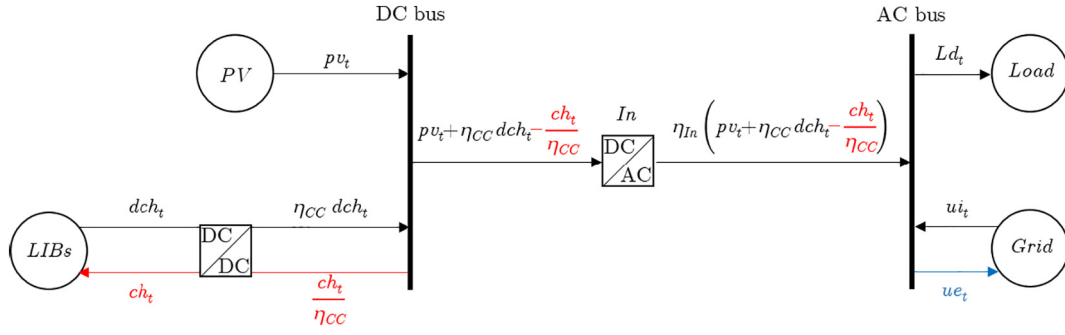 DC bus
AC bus
PV
pv_t
Ld_t
Load
pv_t + η_CC dch_t − ch_t/η_CC
In
DC
AC
η_In (pv_t + η_CC dch_t − ch_t/η_CC)
LIBs
dch_t
DC
DC
η_CC dch_t
ui_t
Grid
ch_t
ch_t/η_CC
ue_t